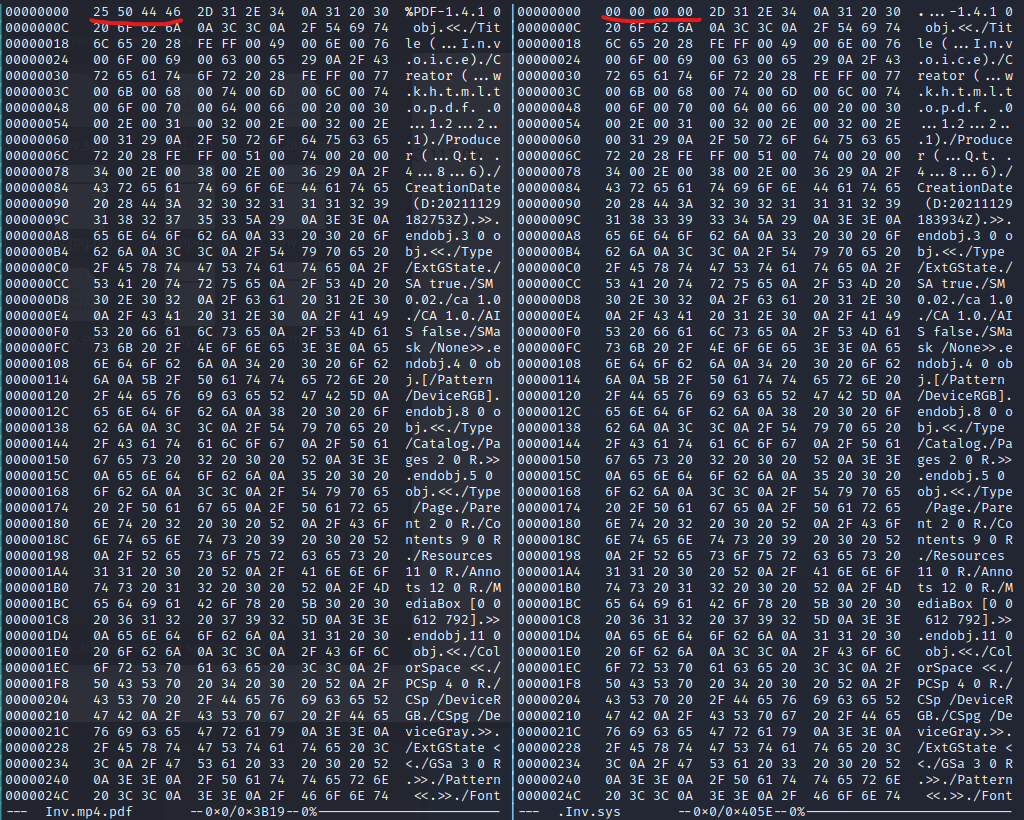 00000000 25 50 44 46 2D 31 2E 34 0A 31 20 30 %PDF-1.4.1 0
0000000C 20 6F 62 6A 0A 3C 3C 0A 2F 54 69 74 obj.<<./Tit
00000018 6C 65 20 28 FE FF 00 49 00 6E 00 76 le (...I.n.v
00000024 00 6F 00 69 00 63 00 65 29 0A 2F 43 .o.i.c.e)./C
00000030 72 65 61 74 6F 72 20 28 FE FF 00 77 reator (...w
0000003C 00 6B 00 68 00 74 00 6D 00 6C 00 74 .k.h.t.m.l.t
00000048 00 6F 00 70 00 64 00 66 00 20 00 30 .o.p.d.f. .0
00000054 00 2E 00 31 00 32 00 2E 00 32 00 2E ...1.2...2..
00000060 00 31 29 0A 2F 50 72 6F 64 75 63 65 .1)./Produce
0000006C 72 20 28 FE FF 00 51 00 74 00 20 00 r (...Q.t. .
00000078 34 00 2E 00 38 00 2E 00 36 29 0A 2F 4...8...6)./
00000084 43 72 65 61 74 69 6F 6E 44 61 74 65 CreationDate
00000090 20 28 44 3A 32 30 32 31 31 31 32 39 (D:20211129
0000009C 31 38 32 37 35 33 5A 29 0A 3E 3E 0A 182753Z).>>.
000000A8 65 6E 64 6F 62 6A 0A 33 20 30 20 6F endobj.3 0 o
000000B4 62 6A 0A 3C 3C 0A 2F 54 79 70 65 20 bj.<<./Type
000000C0 2F 45 78 74 47 53 74 61 74 65 0A 2F /ExtGState./
000000CC 53 41 20 74 72 75 65 0A 2F 53 4D 20 SA true./SM
000000D8 30 2E 30 32 0A 2F 63 61 20 31 2E 30 0.02./ca 1.0
000000E4 0A 2F 43 41 20 31 2E 30 0A 2F 41 49 ./CA 1.0./AI
000000F0 53 20 66 61 6C 73 65 0A 2F 53 4D 61 S false./SMa
000000FC 73 6B 20 2F 4E 6F 6E 65 3E 3E 0A 65 sk /None>>.e
00000108 6E 64 6F 62 6A 0A 34 20 30 20 6F 62 ndobj.4 0 ob
00000114 6A 0A 5B 2F 50 61 74 74 65 72 6E 20 j.[/Pattern
00000120 2F 44 65 76 69 63 65 52 47 42 5D 0A /DeviceRGB].
0000012C 65 6E 64 6F 62 6A 0A 38 20 30 20 6F endobj.8 0 o
00000138 62 6A 0A 3C 3C 0A 2F 54 79 70 65 20 bj.<<./Type
00000144 2F 43 61 74 61 6C 6F 67 0A 2F 50 61 /Catalog./Pa
00000150 67 65 73 20 32 20 30 20 52 0A 3E 3E ges 2 0 R.>>
0000015C 0A 65 6E 64 6F 62 6A 0A 35 20 30 20 .endobj.5 0
00000168 6F 62 6A 0A 3C 3C 0A 2F 54 79 70 65 obj.<<./Type
00000174 20 2F 50 61 67 65 0A 2F 50 61 72 65 /Page./Pare
00000180 6E 74 20 32 20 30 20 52 0A 2F 43 6F nt 2 0 R./Co
0000018C 6E 74 65 6E 74 73 20 39 20 30 20 52 ntents 9 0 R
00000198 0A 2F 52 65 73 6F 75 72 63 65 73 20 ./Resources
000001A4 31 31 20 30 20 52 0A 2F 41 6E 6E 6F 11 0 R./Anno
000001B0 74 73 20 31 32 20 30 20 52 0A 2F 4D ts 12 0 R./M
000001BC 65 64 69 61 42 6F 78 20 5B 30 20 30 ediaBox [0 0
000001C8 20 36 31 32 20 37 39 32 5D 0A 3E 3E 612 792].>>
000001D4 0A 65 6E 64 6F 62 6A 0A 31 31 20 30 .endobj.11 0
000001E0 20 6F 62 6A 0A 3C 3C 0A 2F 43 6F 6C obj.<<./Col
000001EC 6F 72 53 70 61 63 65 20 3C 3C 0A 2F orSpace <<./
000001F8 50 43 53 70 20 34 20 30 20 52 0A 2F PCSp 4 0 R./
00000204 43 53 70 20 2F 44 65 76 69 63 65 52 CSp /DeviceR
00000210 47 42 0A 2F 43 53 70 67 20 2F 44 65 GB./CSpg /De
0000021C 76 69 63 65 47 72 61 79 0A 3E 3E 0A viceGray.>>.
00000228 2F 45 78 74 47 53 74 61 74 65 20 3C /ExtGState <
00000234 3C 0A 2F 47 53 61 20 33 20 30 20 52 <./GSa 3 0 R
00000240 0A 3E 3E 0A 2F 50 61 74 74 65 72 6E .>>./Pattern
0000024C 20 3C 3C 0A 3E 3E 0A 2F 46 6F 6E 74 <<.>>./Font
--- Inv.mp4.pdf --0×0/0×3B19--0%
00000000 00 00 00 00 2D 31 2E 34 0A 31 20 30 ....-1.4.1 0
0000000C 20 6F 62 6A 0A 3C 3C 0A 2F 54 69 74 obj.<<./Tit
00000018 6C 65 20 28 FE FF 00 49 00 6E 00 76 le (...I.n.v
00000024 00 6F 00 69 00 63 00 65 29 0A 2F 43 .o.i.c.e)./C
00000030 72 65 61 74 6F 72 20 28 FE FF 00 77 reator (...w
0000003C 00 6B 00 68 00 74 00 6D 00 6C 00 74 .k.h.t.m.l.t
00000048 00 6F 00 70 00 64 00 66 00 20 00 30 .o.p.d.f. .0
00000054 00 2E 00 31 00 32 00 2E 00 32 00 2E ...1.2...2..
00000060 00 31 29 0A 2F 50 72 6F 64 75 63 65 .1)./Produce
0000006C 72 20 28 FE FF 00 51 00 74 00 20 00 r (...Q.t. .
00000078 34 00 2E 00 38 00 2E 00 36 29 0A 2F 4...8...6)./
00000084 43 72 65 61 74 69 6F 6E 44 61 74 65 CreationDate
00000090 20 28 44 3A 32 30 32 31 31 31 32 39 (D:20211129
0000009C 31 38 33 39 33 34 5A 29 0A 3E 3E 0A 183934Z).>>.
000000A8 65 6E 64 6F 62 6A 0A 33 20 30 20 6F endobj.3 0 o
000000B4 62 6A 0A 3C 3C 0A 2F 54 79 70 65 20 bj.<<./Type
000000C0 2F 45 78 74 47 53 74 61 74 65 0A 2F /ExtGState./
000000CC 53 41 20 74 72 75 65 0A 2F 53 4D 20 SA true./SM
000000D8 30 2E 30 32 0A 2F 63 61 20 31 2E 30 0.02./ca 1.0
000000E4 0A 2F 43 41 20 31 2E 30 0A 2F 41 49 ./CA 1.0./AI
000000F0 53 20 66 61 6C 73 65 0A 2F 53 4D 61 S false./SMa
000000FC 73 6B 20 2F 4E 6F 6E 65 3E 3E 0A 65 sk /None>>.e
00000108 6E 64 6F 62 6A 0A 34 20 30 20 6F 62 ndobj.4 0 ob
00000114 6A 0A 5B 2F 50 61 74 74 65 72 6E 20 j.[/Pattern
00000120 2F 44 65 76 69 63 65 52 47 42 5D 0A /DeviceRGB].
0000012C 65 6E 64 6F 62 6A 0A 38 20 30 20 6F endobj.8 0 o
00000138 62 6A 0A 3C 3C 0A 2F 54 79 70 65 20 bj.<<./Type
00000144 2F 43 61 74 61 6C 6F 67 0A 2F 50 61 /Catalog./Pa
00000150 67 65 73 20 32 20 30 20 52 0A 3E 3E ges 2 0 R.>>
0000015C 0A 65 6E 64 6F 62 6A 0A 35 20 30 20 .endobj.5 0
00000168 6F 62 6A 0A 3C 3C 0A 2F 54 79 70 65 obj.<<./Type
00000174 20 2F 50 61 67 65 0A 2F 50 61 72 65 /Page./Pare
00000180 6E 74 20 32 20 30 20 52 0A 2F 43 6F nt 2 0 R./Co
0000018C 6E 74 65 6E 74 73 20 39 20 30 20 52 ntents 9 0 R
00000198 0A 2F 52 65 73 6F 75 72 63 65 73 20 ./Resources
000001A4 31 31 20 30 20 52 0A 2F 41 6E 6E 6F 11 0 R./Anno
000001B0 74 73 20 31 32 20 30 20 52 0A 2F 4D ts 12 0 R./M
000001BC 65 64 69 61 42 6F 78 20 5B 30 20 30 ediaBox [0 0
000001C8 20 36 31 32 20 37 39 32 5D 0A 3E 3E 612 792].>>
000001D4 0A 65 6E 64 6F 62 6A 0A 31 31 20 30 .endobj.11 0
000001E0 20 6F 62 6A 0A 3C 3C 0A 2F 43 6F 6C obj.<<./Col
000001EC 6F 72 53 70 61 63 65 20 3C 3C 0A 2F orSpace <<./
000001F8 50 43 53 70 20 34 20 30 20 52 0A 2F PCSp 4 0 R./
00000204 43 53 70 20 2F 44 65 76 69 63 65 52 CSp /DeviceR
00000210 47 42 0A 2F 43 53 70 67 20 2F 44 65 GB./CSpg /De
0000021C 76 69 63 65 47 72 61 79 0A 3E 3E 0A viceGray.>>.
00000228 2F 45 78 74 47 53 74 61 74 65 20 3C /ExtGState <
00000234 3C 0A 2F 47 53 61 20 33 20 30 20 52 <./GSa 3 0 R
00000240 0A 3E 3E 0A 2F 50 61 74 74 65 72 6E .>>./Pattern
0000024C 20 3C 3C 0A 3E 3E 0A 2F 46 6F 6E 74 <<.>>./Font
--- .Inv.sys --0×0/0×405E--0%